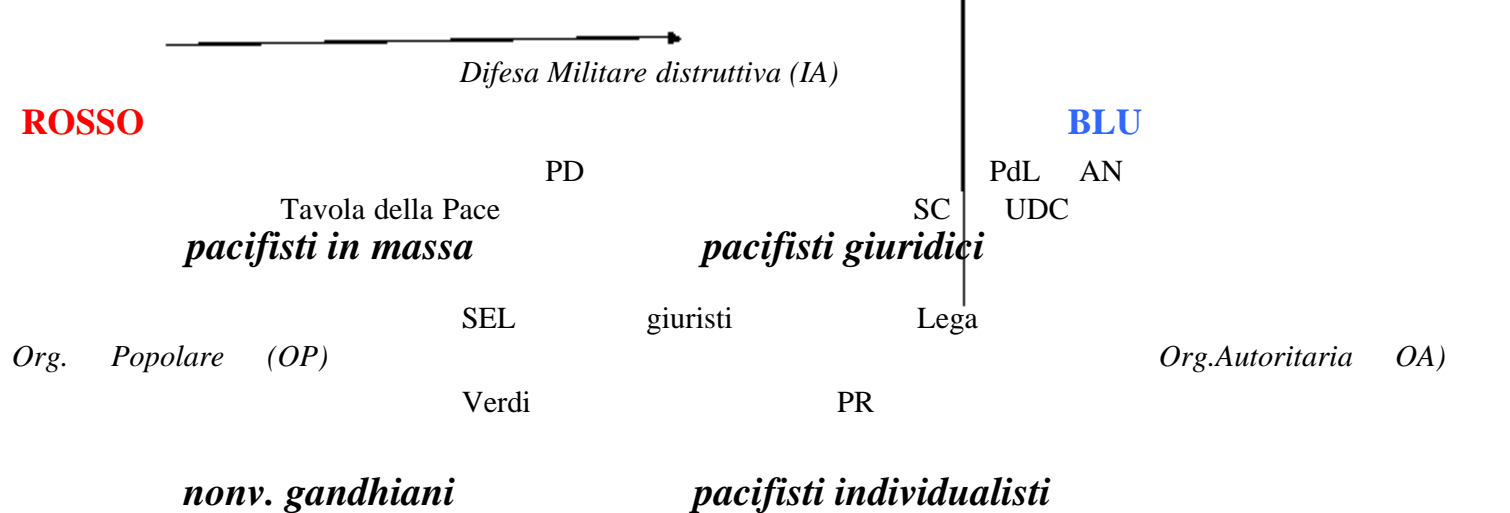 Difesa Militare distruttiva (IA)
ROSSO BLU
PD PdL AN
Tavola della Pace SC UDC
pacifisti in massa pacifisti giuridici
SEL giuristi Lega
Org. Popolare (OP) Org.Autoritaria OA)
Verdi PR
nonv. gandhiani pacifisti individualisti